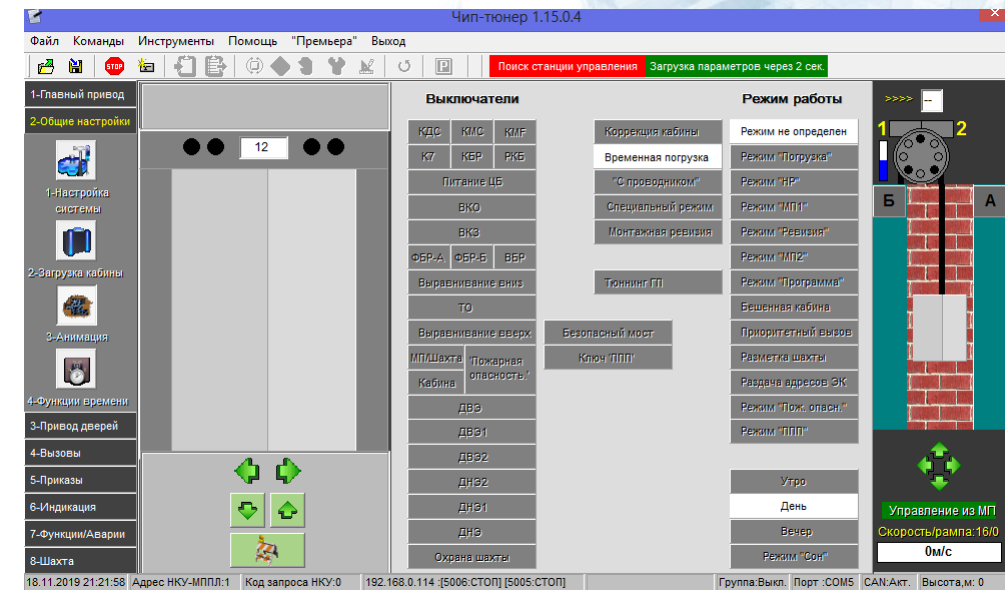 Чип-тюнер 1.15.0.4
Файл Команды Инструменты Помощь "Премьера" Выход
STOP P Поиск станции управления Загрузка параметров через 2 сек.
1-Главный привод
2-Общие настройки
1-Настройка
системы
2-Загрузка кабины
3-Анимация
4-Функции времени
3-Привод дверей
4-Вызовы
5-Приказы
6-Индикация
7-Функции/Аварии
8-Шахта
12
Выключатели
КДС КМС KMF
К7 КБР РКБ
Питание ЦБ
ВКО
ВКЗ
ФБР-А ФБР-Б ВБР
Выравнивание вниз
ТО
Выравнивание вверх
МП/Шахта 'Пожарная
Кабина опасность.'
ДВЭ
ДВЭ1
ДВЭ2
ДНЭ2
ДНЭ1
ДНЭ
Охрана шахты
Коррекция кабины
Временная погрузка
"С проводником"
Специальный режим
Монтажная ревизия
Тюнинг ГП
Безопасный мост
Ключ 'ППП'
Режим работы
Режим не определен
Режим "Погрузка"
Режим "НР"
Режим "МП1"
Режим "Ревизия"
Режим "МП2"
Режим "Программа"
Бешенная кабина
Приоритетный вызов
Разметка шахты
Раздача адресов ЭК
Режим "Пож. опасн."
Режим "ППП"
Утро
День
Вечер
Режим "Сон"
>>>> --
1 2
Б А
Управление из МП
Скорость/рампа:16/0
0м/с
18.11.2019 21:21:58 Адрес НКУ-МППЛ:1 Код запроса НКУ:0 192.168.0.114 :[5006:СТОП] [5005:СТОП] Группа:Выкл. Порт :COM5 CAN:Акт. Высота,м: 0